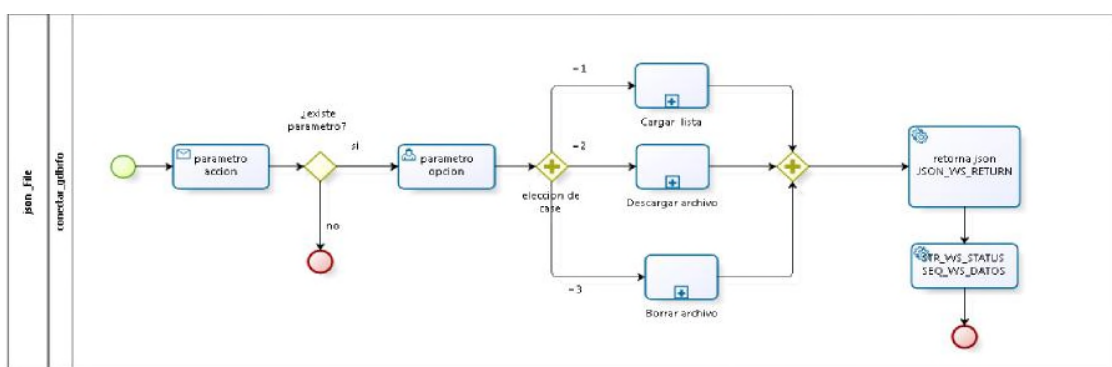 json_File
conectar_gdbInfo
parametro
accion
¿existe
parametro?
si
no
parametro
opcion
eleccion de
case
-1
-2
-3
Cargar lista
Descargar archivo
Borrar archivo
retorna json
JSON_WS_RETURN
STR_WS_STATUS
SEQ_WS_DATOS